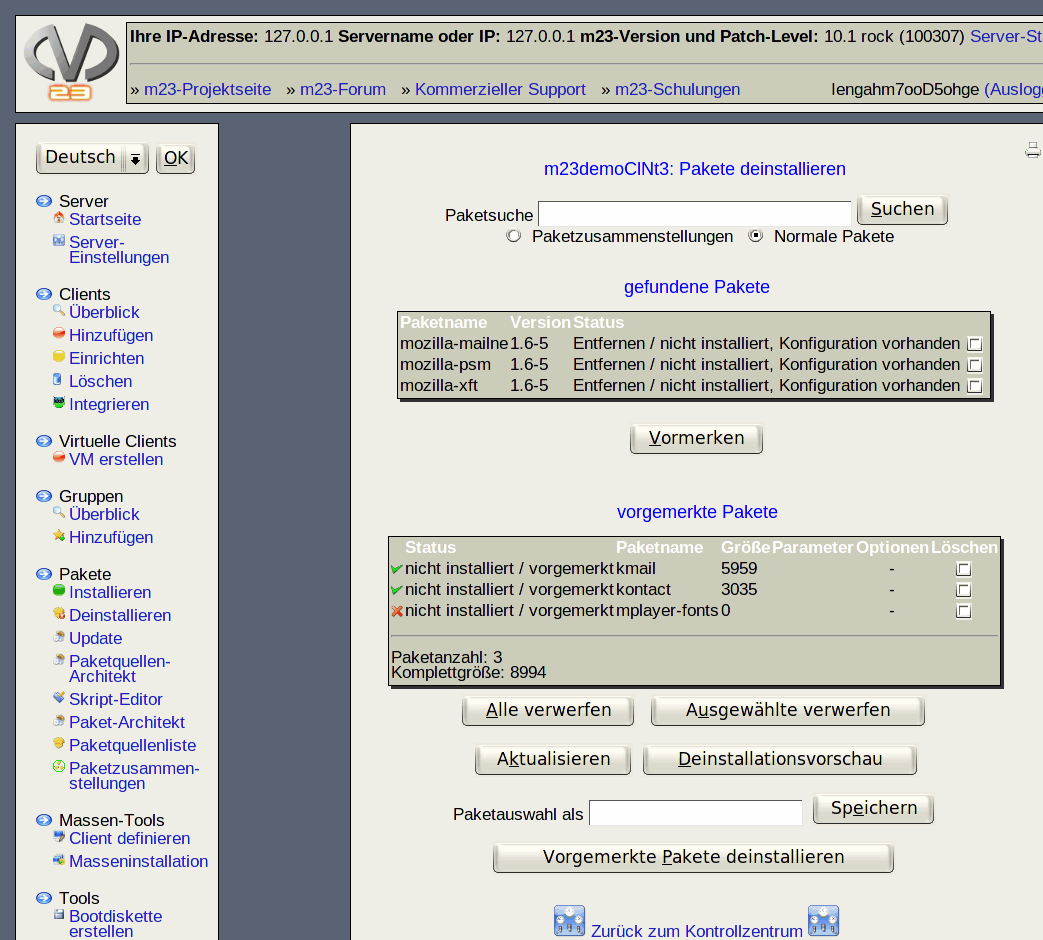 Ihre IP-Adresse: 127.0.0.1 Servername oder IP: 127.0.0.1 m23-Version und Patch-Level: 10.1 rock (100307) Server-St
23
» m23-Projektseite » m23-Forum » Kommerzieller Support » m23-Schulungen lengahm7ooD5ohge (Auslogg
Deutsch OK
m23demoClNt3: Pakete deinstallieren
Paketsuche Suchen
Paketzusammenstellungen Normale Pakete
gefundene Pakete
Paketname Version Status
mozilla-mailne 1.6-5 Entfernen / nicht installiert, Konfiguration vorhanden
mozilla-psm 1.6-5 Entfernen / nicht installiert, Konfiguration vorhanden
mozilla-xft 1.6-5 Entfernen / nicht installiert, Konfiguration vorhanden
Vormerken
vorgemerkte Pakete
Status Paketname Größe Parameter Optionen Löschen
nicht installiert / vorgemerkt kmail 5959 -
nicht installiert / vorgemerkt kontact 3035 -
nicht installiert / vorgemerkt mplayer-fonts 0 -
Paketanzahl: 3
Komplettgröße: 8994
Alle verwerfen Ausgewählte verwerfen
Aktualisieren Deinstallationsvorschau
Paketauswahl als Speichern
Vorgemerkte Pakete deinstallieren
Zurück zum Kontrollzentrum
Server
Startseite
Server-
Einstellungen
Clients
Überblick
Hinzufügen
Einrichten
Löschen
Integrieren
Virtuelle Clients
VM erstellen
Gruppen
Überblick
Hinzufügen
Pakete
Installieren
Deinstallieren
Update
Paketquellen-
Architekt
Skript-Editor
Paket-Architekt
Paketquellenliste
Paketzusammen-
stellungen
Massen-Tools
Client definieren
Masseninstallation
Tools
Bootdiskette
erstellen